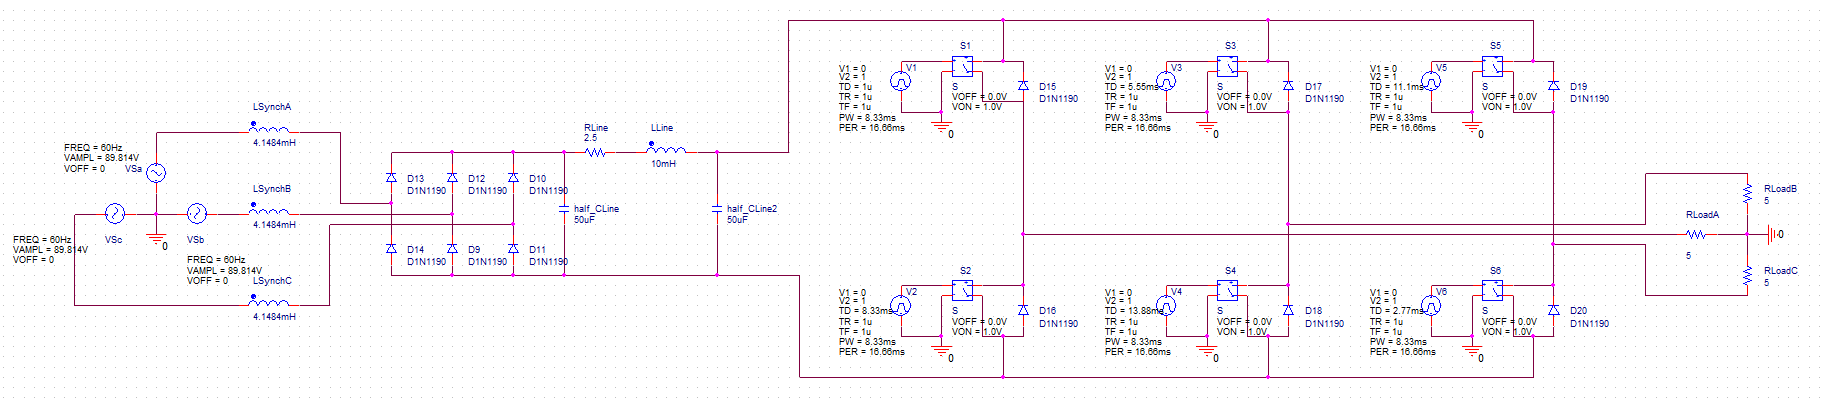 LSynchA
4.1484mH
FREQ = 60Hz
VAMPL = 89.814V
VOFF = 0
VSa
LSynchB
4.1484mH
VSc
VSb
0
FREQ = 60Hz
VAMPL = 89.814V
VOFF = 0
FREQ = 60Hz
VAMPL = 89.814V
VOFF = 0
LSynchC
4.1484mH
D13
D1N1190
D12
D1N1190
D10
D1N1190
D14
D1N1190
D9
D1N1190
D11
D1N1190
RLine
2.5
LLine
10mH
half_CLine
50uF
half_CLine2
50uF
V1 = 0
V2 = 1
TD = 1u
TR = 1u
TF = 1u
PW = 8.33ms
PER = 16.66ms
V1
S1
S
VOFF = 0.0V
VON = 1.0V
0
D15
D1N1190
V1 = 0
V2 = 1
TD = 5.55ms
TR = 1u
TF = 1u
PW = 8.33ms
PER = 16.66ms
V3
S3
S
VOFF = 0.0V
VON = 1.0V
0
D17
D1N1190
V1 = 0
V2 = 1
TD = 11.1ms
TR = 1u
TF = 1u
PW = 8.33ms
PER = 16.66ms
V5
S5
S
VOFF = 0.0V
VON = 1.0V
0
D19
D1N1190
V1 = 0
V2 = 1
TD = 8.33ms
TR = 1u
TF = 1u
PW = 8.33ms
PER = 16.66ms
V2
S2
S
VOFF = 0.0V
VON = 1.0V
0
D16
D1N1190
V1 = 0
V2 = 1
TD = 13.88ms
TR = 1u
TF = 1u
PW = 8.33ms
PER = 16.66ms
V4
S4
S
VOFF = 0.0V
VON = 1.0V
0
D18
D1N1190
V1 = 0
V2 = 1
TD = 2.77ms
TR = 1u
TF = 1u
PW = 8.33ms
PER = 16.66ms
V6
S6
S
VOFF = 0.0V
VON = 1.0V
0
D20
D1N1190
RLoadB
5
RLoadA
5
0
RLoadC
5